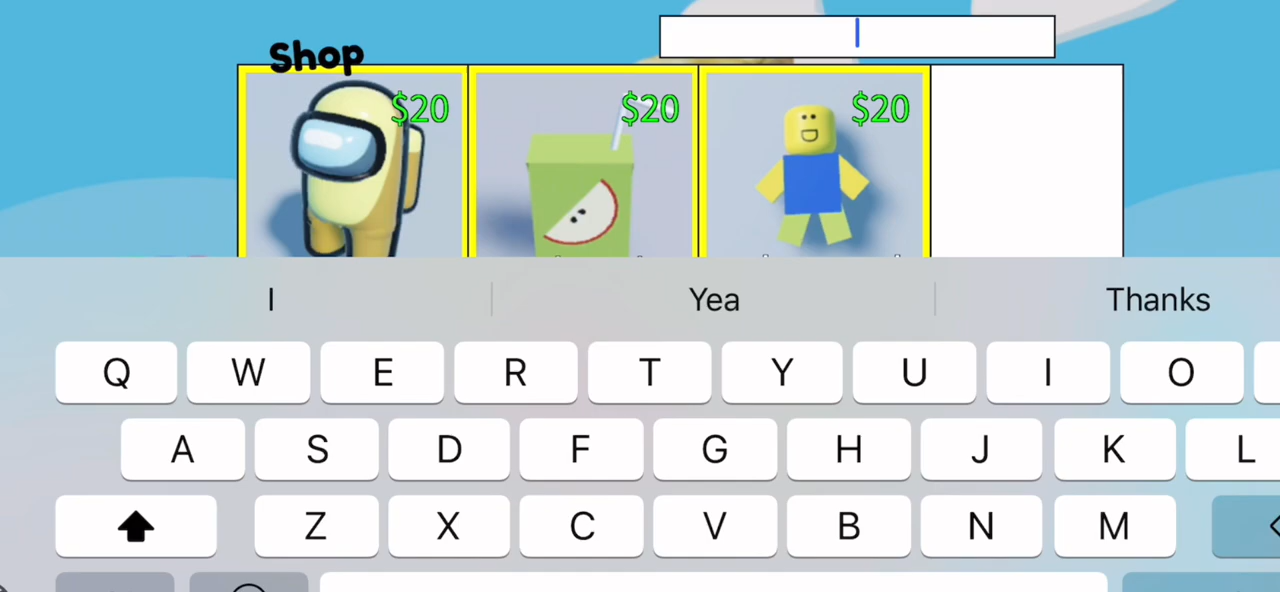 Shop
$20 $20 $20
I Yea Thanks
Q W E R T Y U I O
A S D F G H J K L
Z X C V B N M